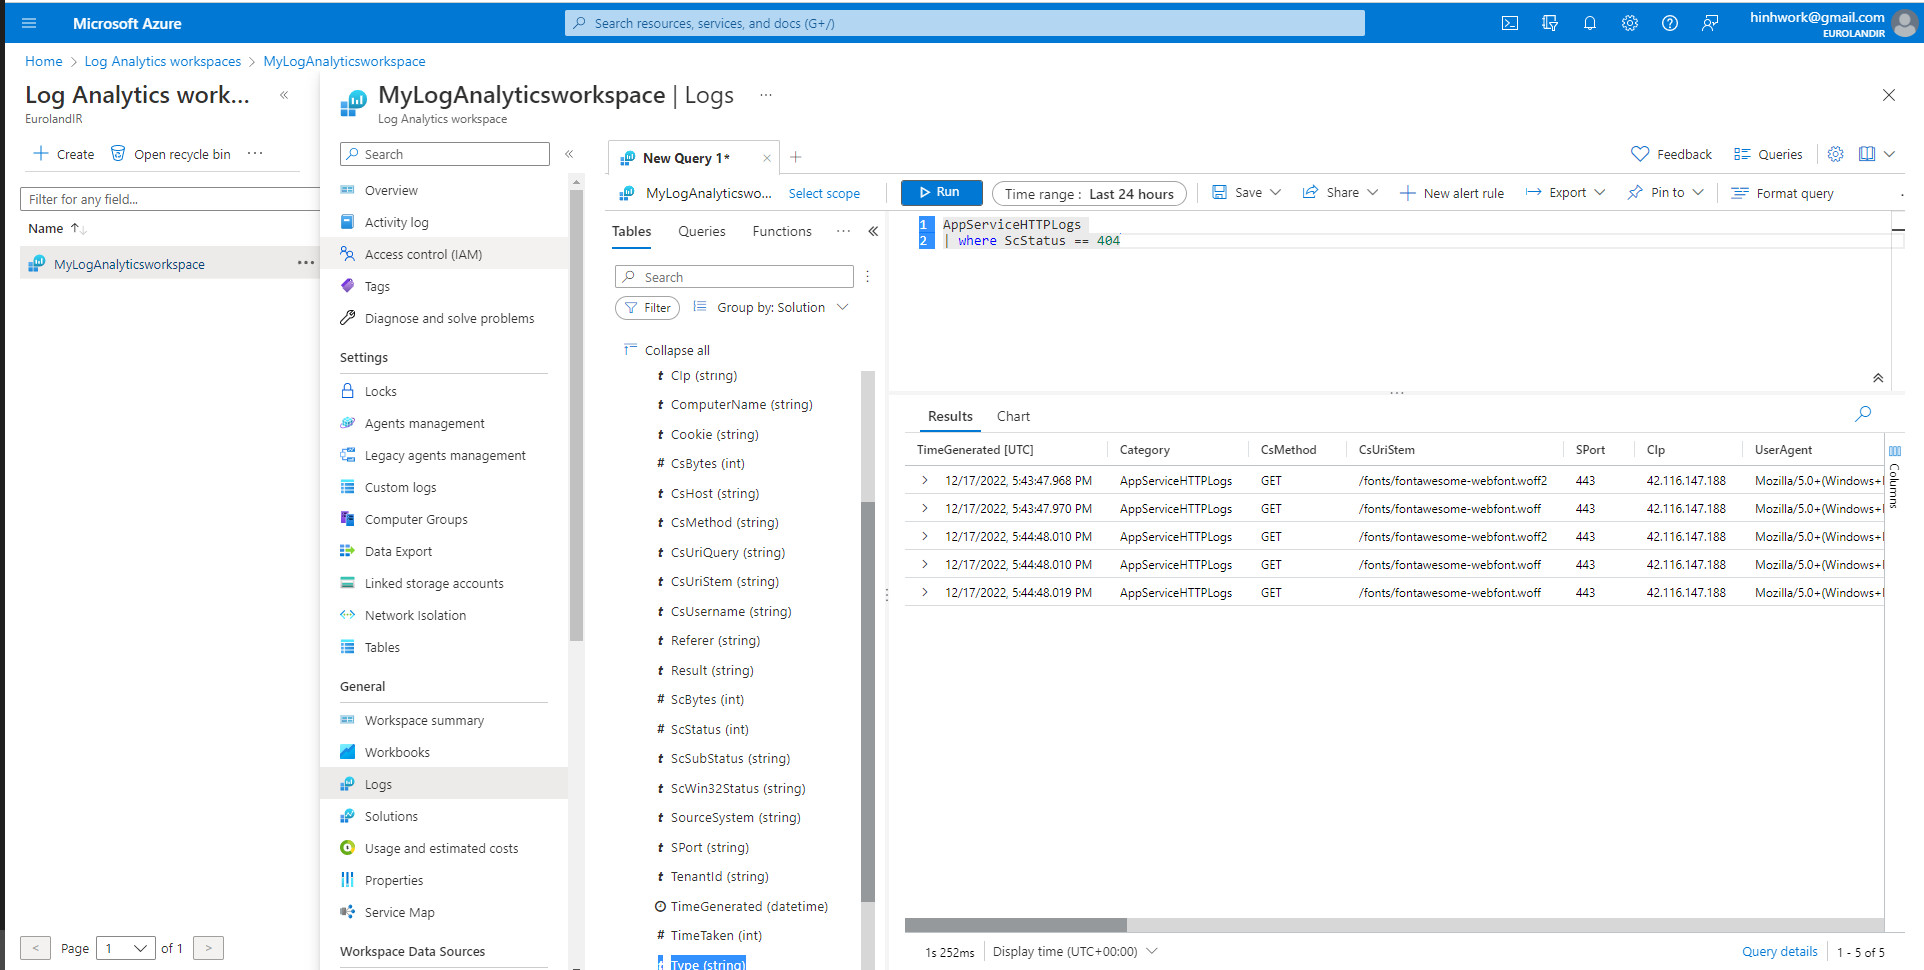 Microsoft Azure
Search resources, services, and docs (G+/)
hinhwork@gmail.com
EUROLANDIR
Home > Log Analytics workspaces > MyLogAnalyticsworkspace
Log Analytics work...
EurolandIR
Create Open recycle bin ...
Filter for any field...
Name
MyLogAnalyticsworkspace ...
Page 1 of 1
MyLogAnalyticsworkspace | Logs ...
Log Analytics workspace
Search
Overview
Activity log
Access control (IAM)
Tags
Diagnose and solve problems
Settings
Locks
Agents management
Legacy agents management
Custom logs
Computer Groups
Data Export
Linked storage accounts
Network Isolation
Tables
General
Workspace summary
Workbooks
Logs
Solutions
Usage and estimated costs
Properties
Service Map
Workspace Data Sources
New Query 1*
Feedback Queries
MyLogAnalyticswo... Select scope
Run Time range : Last 24 hours Save Share New alert rule Export Pin to Format query
Tables Queries Functions ...
Search
Filter Group by: Solution
Collapse all
t CIp (string)
t ComputerName (string)
t Cookie (string)
# CsBytes (int)
t CsHost (string)
t CsMethod (string)
t CsUriQuery (string)
t CsUriStem (string)
t CsUsername (string)
t Referer (string)
t Result (string)
# ScBytes (int)
# ScStatus (int)
t ScSubStatus (string)
t ScWin32Status (string)
t SourceSystem (string)
t SPort (string)
t TenantId (string)
TimeGenerated (datetime)
# TimeTaken (int)
t Type (string)
1 AppServiceHTTPLogs
2 | where ScStatus == 404
Results Chart
TimeGenerated [UTC] Category CsMethod CsUriStem SPort CIp UserAgent
12/17/2022, 5:43:47.968 PM AppServiceHTTPLogs GET /fonts/fontawesome-webfont.woff2 443 42.116.147.188 Mozilla/5.0+(Windows+
12/17/2022, 5:43:47.970 PM AppServiceHTTPLogs GET /fonts/fontawesome-webfont.woff 443 42.116.147.188 Mozilla/5.0+(Windows+
12/17/2022, 5:44:48.010 PM AppServiceHTTPLogs GET /fonts/fontawesome-webfont.woff2 443 42.116.147.188 Mozilla/5.0+(Windows+
12/17/2022, 5:44:48.010 PM AppServiceHTTPLogs GET /fonts/fontawesome-webfont.woff 443 42.116.147.188 Mozilla/5.0+(Windows+
12/17/2022, 5:44:48.019 PM AppServiceHTTPLogs GET /fonts/fontawesome-webfont.woff 443 42.116.147.188 Mozilla/5.0+(Windows+
Columns
1s 252ms Display time (UTC+00:00) Query details 1 - 5 of 5